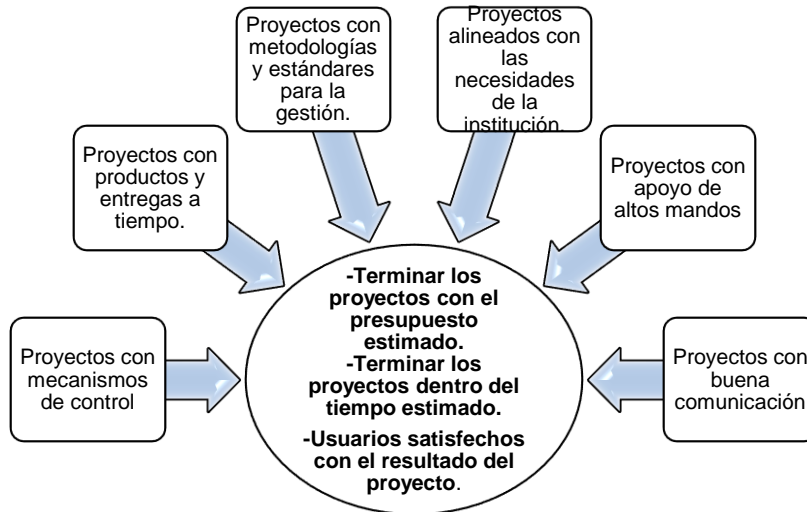 Proyectos con
metodologías
y estándares
para la
gestión.
Proyectos
alineados con
las
necesidades
de la
institución.
Proyectos con
productos y
entregas a
tiempo.
Proyectos con
apoyo de
altos mandos
-Terminar los
proyectos con el
presupuesto
estimado.
-Terminar los
proyectos dentro del
tiempo estimado.
-Usuarios satisfechos
con el resultado del
proyecto.
Proyectos con
mecanismos
de control
Proyectos con
buena
comunicación